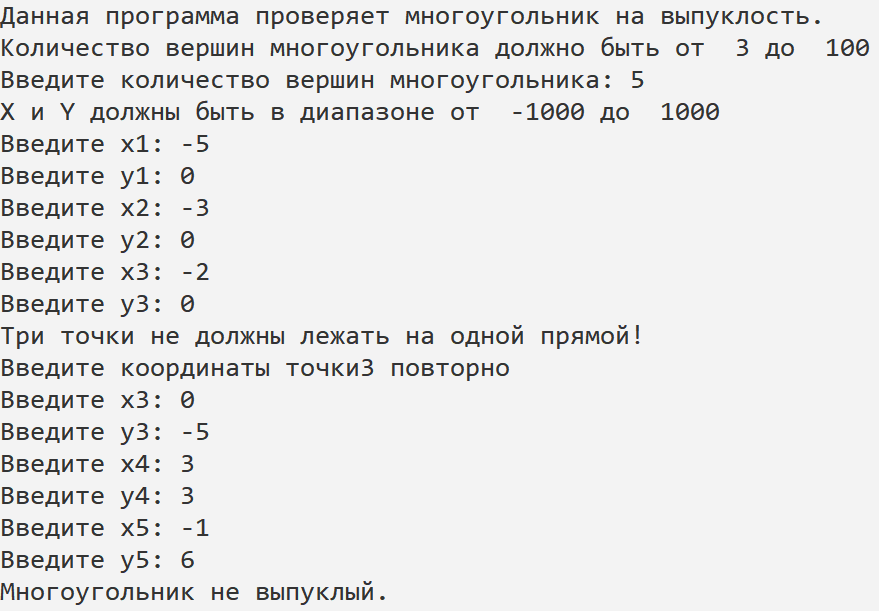 Данная программа проверяет многоугольник на выпуклость.
Количество вершин многоугольника должно быть от  3 до  100
Введите количество вершин многоугольника: 5
X и Y должны быть в диапазоне от  -1000 до  1000
Введите x1: -5
Введите y1: 0
Введите x2: -3
Введите y2: 0
Введите x3: -2
Введите y3: 0
Три точки не должны лежать на одной прямой!
Введите координаты точки3 повторно
Введите x3: 0
Введите y3: -5
Введите x4: 3
Введите y4: 3
Введите x5: -1
Введите y5: 6
Многоугольник не выпуклый.